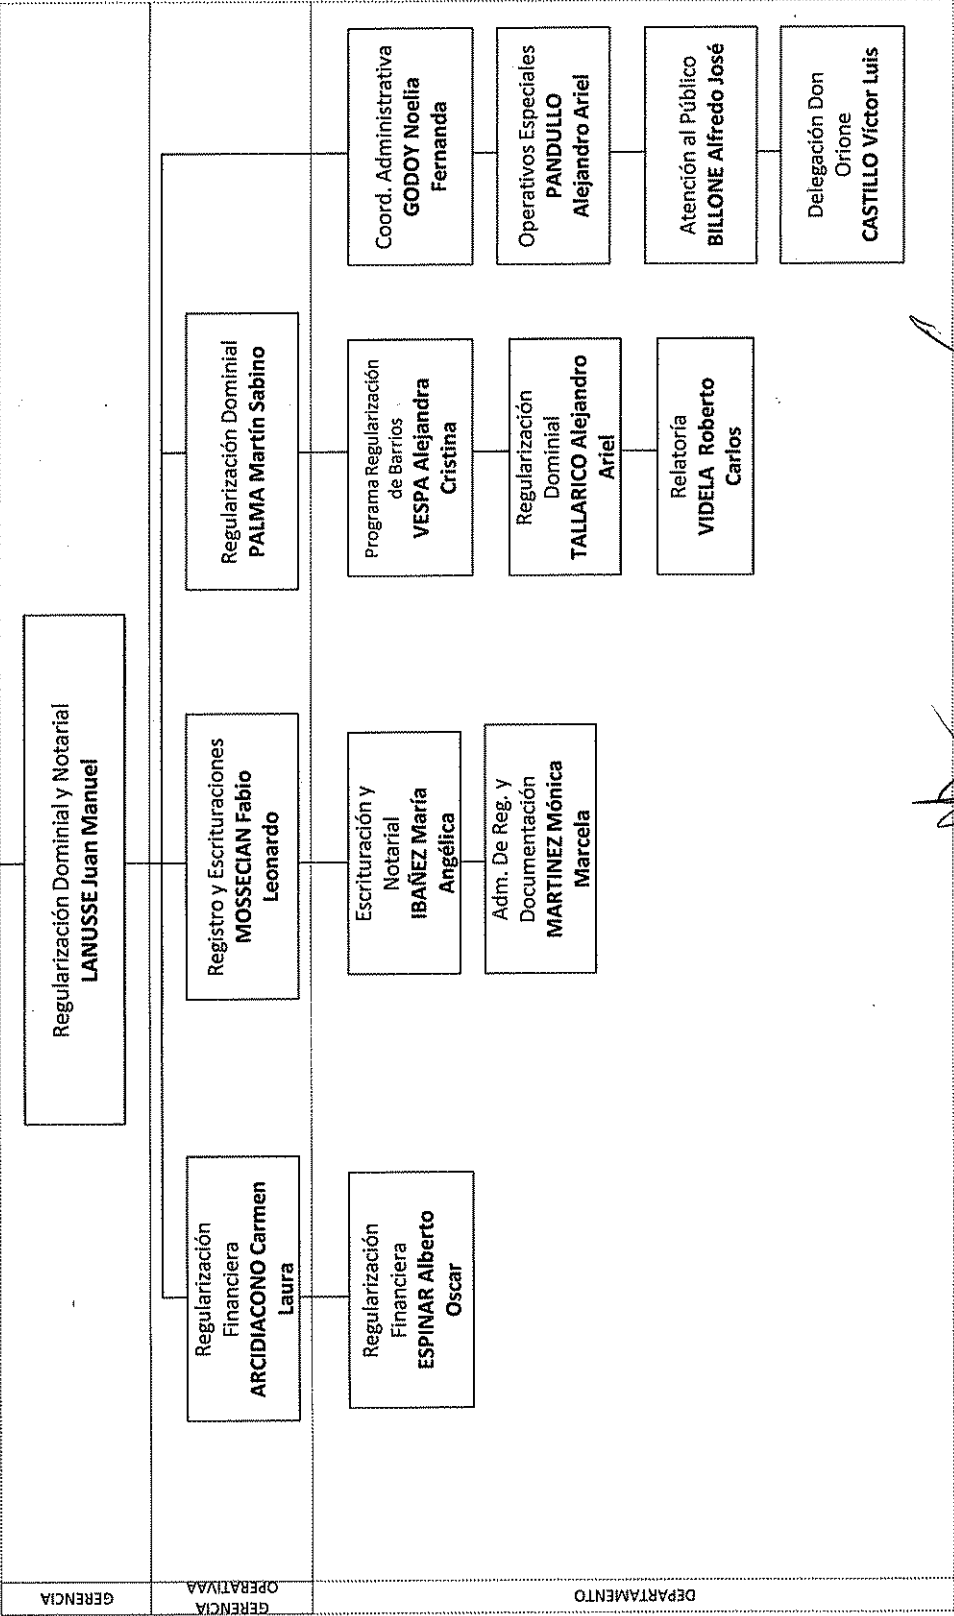 GERENCIA
Regularización Dominial y Notarial
LANUSSE Juan Manuel
GERENCIA
OPERATIVAA
Regularización
Financiera
ARCIDIACONO Carmen
Laura
Registro y Escrituraciones
MOSSECIAN Fabio
Leonardo
Regularización Dominial
PALMA Martín Sabino
DEPARTAMENTO
Regularización
Financiera
ESPINAR Alberto
Oscar
Escrituración y
Notarial
IBAÑEZ María
Angélica
Adm. De Reg. y
Documentación
MARTINEZ Mónica
Marcela
Programa Regularización
de Barrios
VESPA Alejandra
Cristina
Regularización
Dominial
TALLARICO Alejandro
Ariel
Relatoría
VIDELA Roberto
Carlos
Coord. Administrativa
GODOY Noelia
Fernanda
Operativos Especiales
PANDULLO
Alejandro Ariel
Atención al Público
BILLONE Alfredo José
Delegación Don
Orione
CASTILLO Víctor Luis